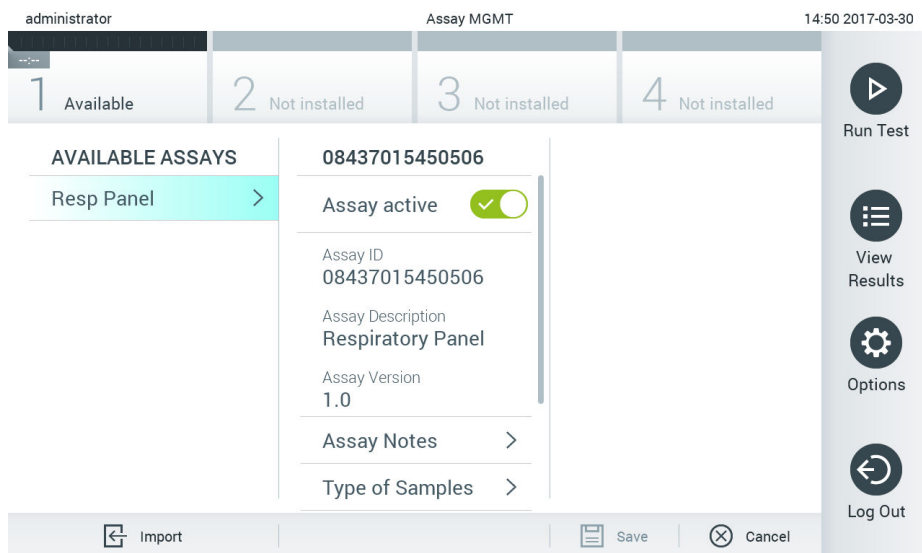 administrator
Assay MGMT
14:50 2017-03-30
--:--
1 Available
2 Not installed
3 Not installed
4 Not installed
Run Test
View
Results
Options
Log Out
AVAILABLE ASSAYS
Resp Panel
08437015450506
Assay active
Assay ID
08437015450506
Assay Description
Respiratory Panel
Assay Version
1.0
Assay Notes
Type of Samples
Import
Save
Cancel